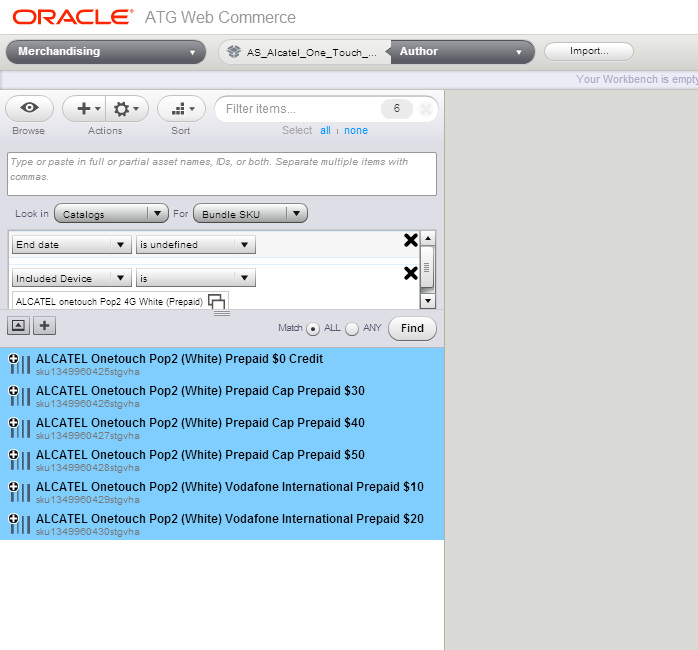 ORACLE® ATG Web Commerce
Merchandising AS_Alcatel_One_Touch_... Author Import...
Your Workbench is empty
Filter items... 6
Browse Actions Sort Select all none
Type or paste in full or partial asset names, IDs, or both. Separate multiple items with
commas.
Look in Catalogs For Bundle SKU
End date is undefined
Included Device is
ALCATEL onetouch Pop2 4G White (Prepaid)
Match ALL ANY Find
ALCATEL Onetouch Pop2 (White) Prepaid $0 Credit
sku1349960425stgvha
ALCATEL Onetouch Pop2 (White) Prepaid Cap Prepaid $30
sku1349960426stgvha
ALCATEL Onetouch Pop2 (White) Prepaid Cap Prepaid $40
sku1349960427stgvha
ALCATEL Onetouch Pop2 (White) Prepaid Cap Prepaid $50
sku1349960428stgvha
ALCATEL Onetouch Pop2 (White) Vodafone International Prepaid $10
sku1349960429stgvha
ALCATEL Onetouch Pop2 (White) Vodafone International Prepaid $20
sku1349960430stgvha